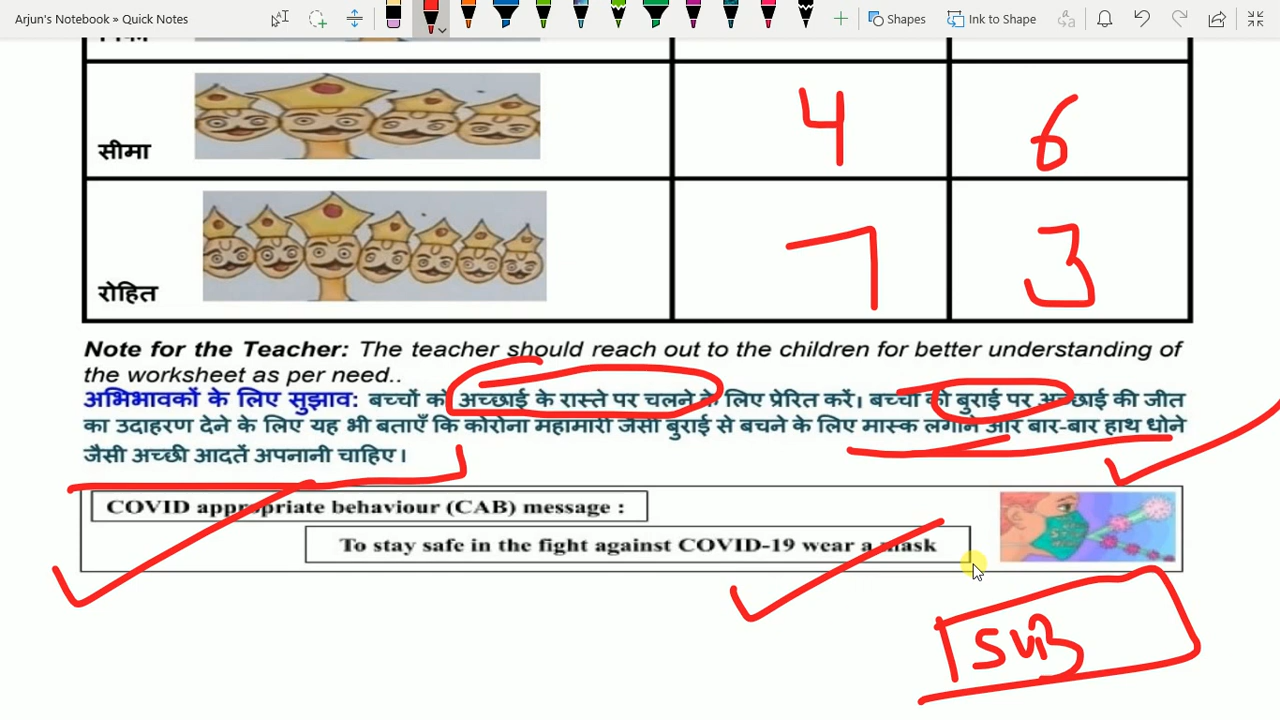 Arjun's Notebook » Quick Notes
Shapes
Ink to Shape
सीमा
4
6
रोहित
7
3
Note for the Teacher: The teacher should reach out to the children for better understanding of
the worksheet as per need..
अभिभावकों के लिए सुझाव: बच्चों को अच्छाई के रास्ते पर चलने के लिए प्रेरित करें। बच्चों को बुराई पर अच्छाई की जीत
का उदाहरण देने के लिए यह भी बताएँ कि कोरोना महामारी जैसी बुराई से बचने के लिए मास्क लगाने और बार-बार हाथ धोने
जैसी अच्छी आदतें अपनानी चाहिए।
COVID appropriate behaviour (CAB) message :
To stay safe in the fight against COVID-19 wear a mask
SUB